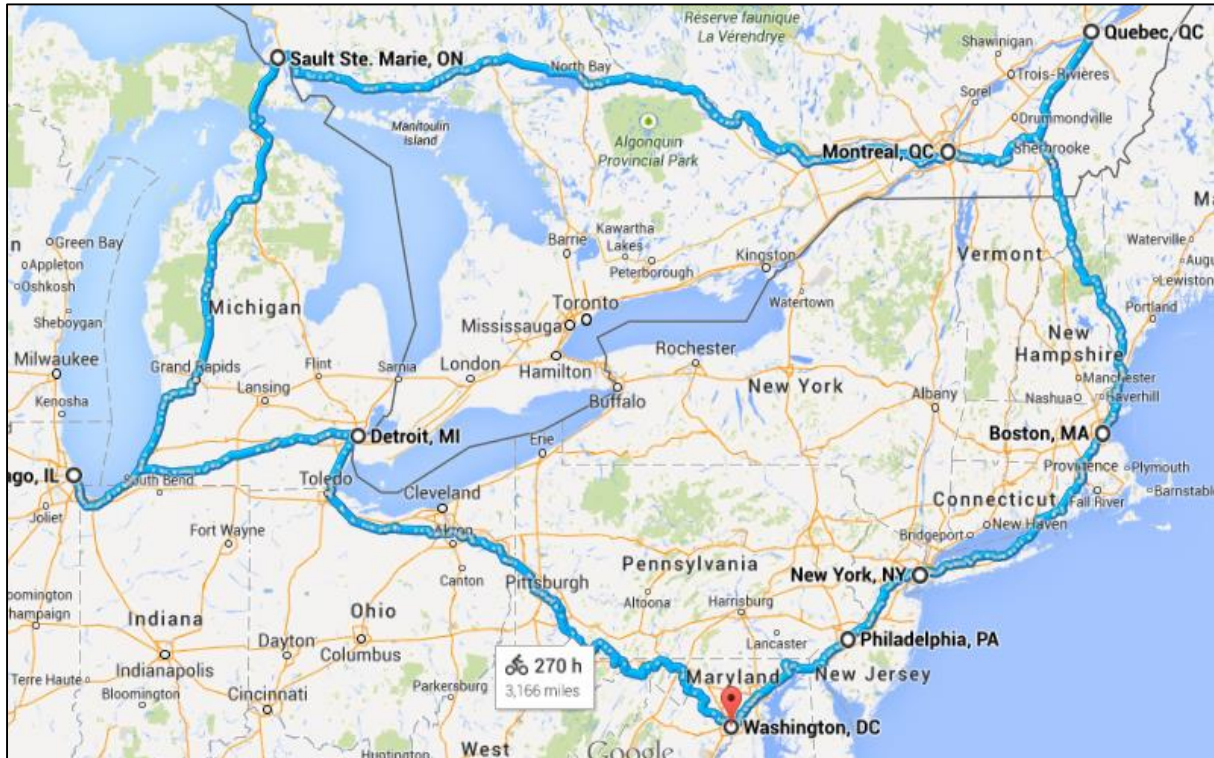 Réserve faunique
La Vérendrye
Quebec, QC
Shawinigan
Trois-Rivières
Sault Ste. Marie, ON
North Bay
Sorel
Drummondville
Manitoulin
Island
Algonquin
Provincial Park
Montreal, QC
Sherbrooke
Green Bay
Appleton
Oshkosh
Sheboygan
Michigan
Barrie
Kawartha
Lakes
Peterborough
Kingston
Watertown
Vermont
Waterville
Augu
Lewiston
Portland
Toronto
Mississauga
Hamilton
Milwaukee
Kenosha
Grand Rapids
Lansing
Flint
Sarnia
London
Buffalo
Rochester
New York
Albany
New
Hampshire
Manchester
Nashua
Haverhill
Detroit, MI
Boston, MA
ago, IL
Joliet
South Bend
Toledo
Cleveland
Erie
Providence
Plymouth
Connecticut
Fall River
Barnstable
New Haven
Bridgeport
Fort Wayne
Akron
Canton
Pittsburgh
Pennsylvania
Altoona
Harrisburg
New York, NY
oomington
hampaign
Indiana
Ohio
Lancaster
Philadelphia, PA
Dayton
Columbus
Indianapolis
270 h
3,166 miles
Maryland
New Jersey
Terre Haute
Bloomington
Cincinnati
Parkersburg
Washington, DC
Huntington
West
Google